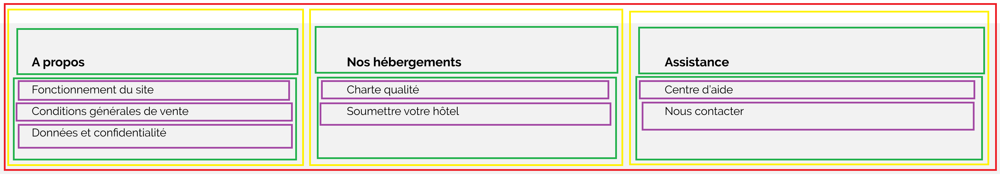 A propos
Fonctionnement du site
Conditions générales de vente
Données et confidentialité
Nos hébergements
Charte qualité
Soumettre votre hôtel
Assistance
Centre d’aide
Nous contacter